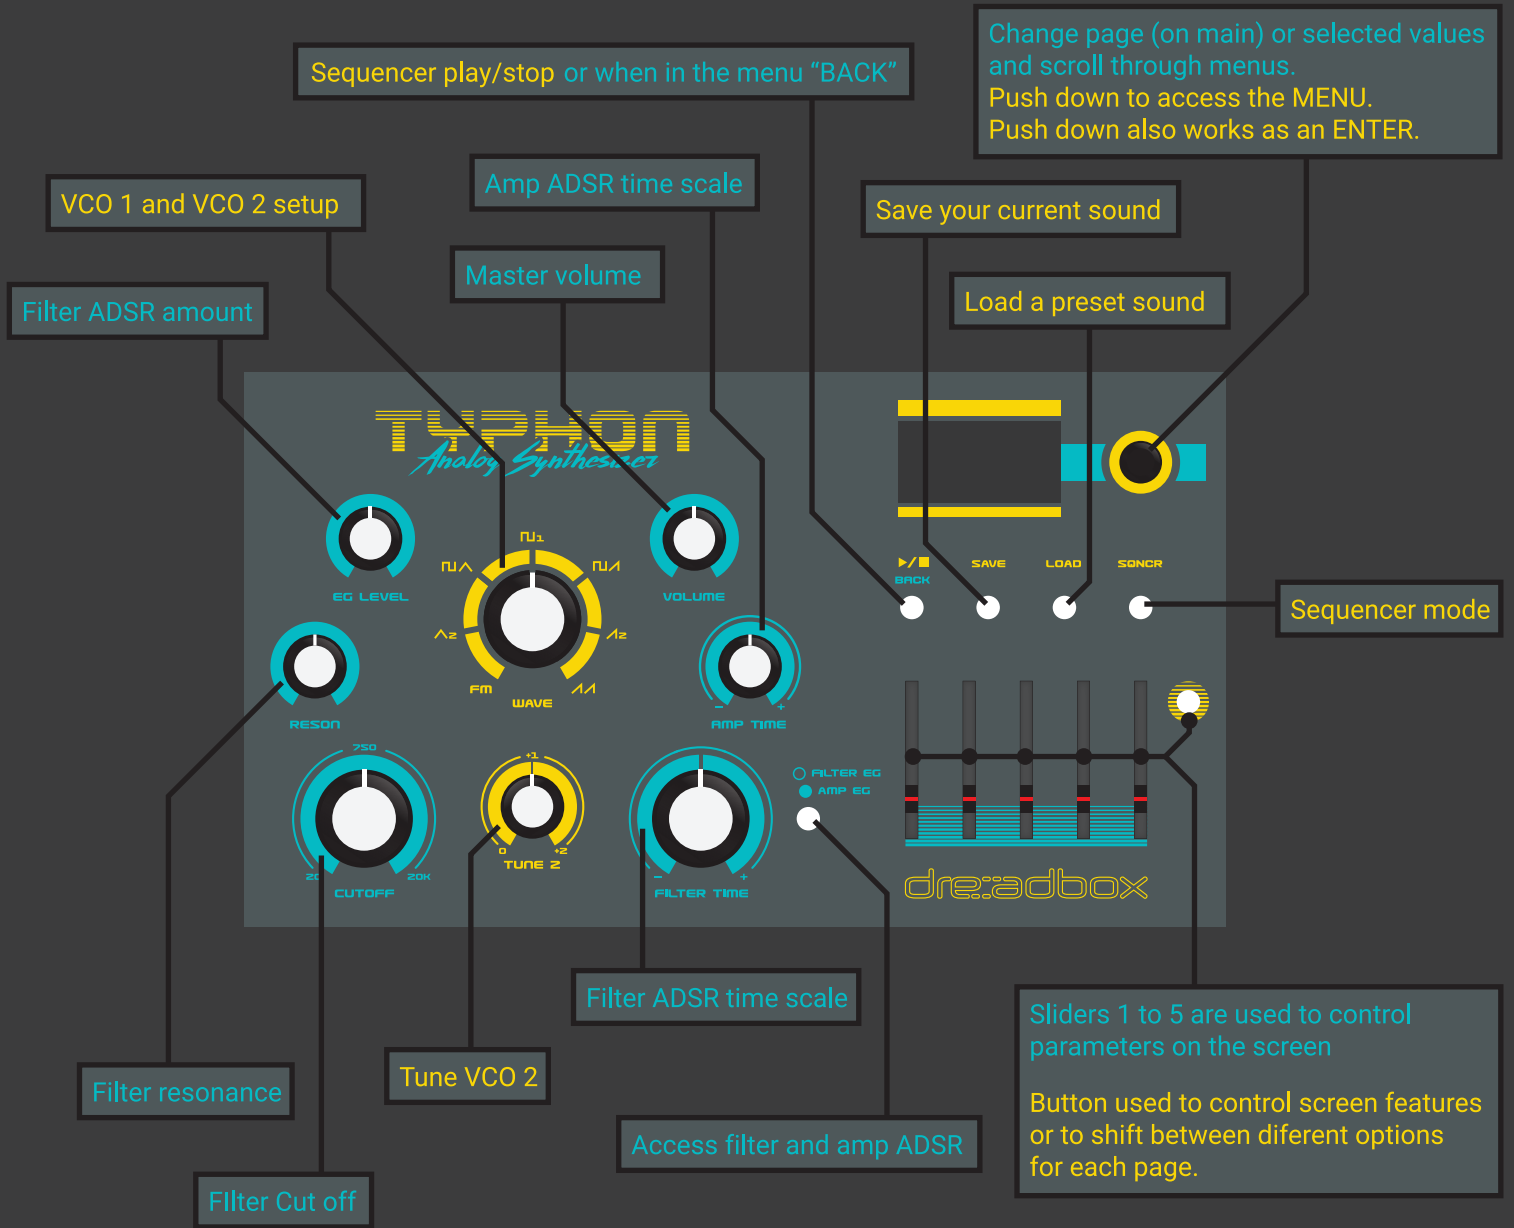 Change page (on main) or selected values
and scroll through menus.
Push down to access the MENU.
Push down also works as an ENTER.
Sequencer play/stop or when in the menu “BACK”
Amp ADSR time scale
VCO 1 and VCO 2 setup
Save your current sound
Master volume
Load a preset sound
Filter ADSR amount
TYPHON
Analog Synthesizer
1
EG LEVEL
VOLUME
BACK
SAVE
LOAD
SQNCR
Sequencer mode
2
2
FM
WAVE
RESON
- +
AMP TIME
750
20
20K
CUTOFF
+1
0
+2
TUNE 2
- +
FILTER TIME
FILTER EG
AMP EG
dre:adbox
Filter ADSR time scale
Sliders 1 to 5 are used to control
parameters on the screen
Button used to control screen features
or to shift between diferent options
for each page.
Tune VCO 2
Filter resonance
Access filter and amp ADSR
FIlter Cut off